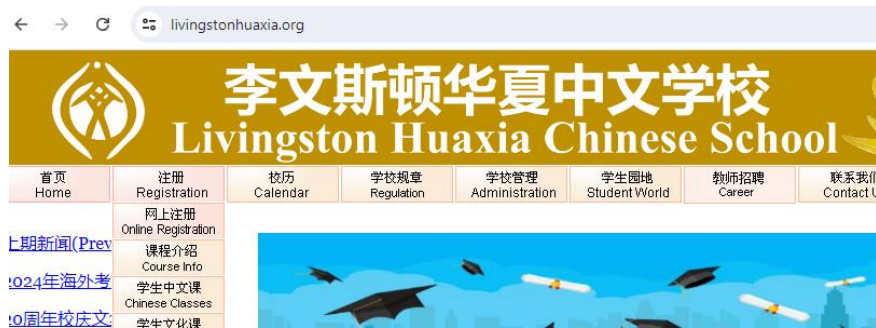 livingstonhuaxia.org
李文斯顿华夏中文学校
Livingston Huaxia Chinese School
首页
Home
注册
Registration
校历
Calendar
学校规章
Regulation
学校管理
Administration
学生园地
Student World
教师招聘
Career
联系我们
Contact U
网上注册
Online Registration
课程介绍
Course Info
学生中文课
Chinese Classes
学生文化课
上期新闻(Prev
2024年海外考
20周年校庆文